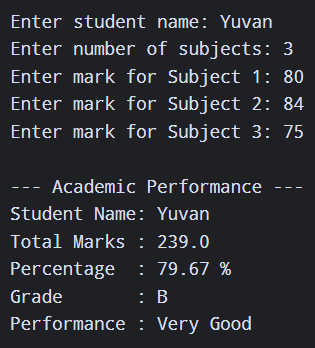 Enter student name: Yuvan
Enter number of subjects: 3
Enter mark for Subject 1: 80
Enter mark for Subject 2: 84
Enter mark for Subject 3: 75

--- Academic Performance ---
Student Name: Yuvan
Total Marks : 239.0
Percentage  : 79.67 %
Grade       : B
Performance : Very Good